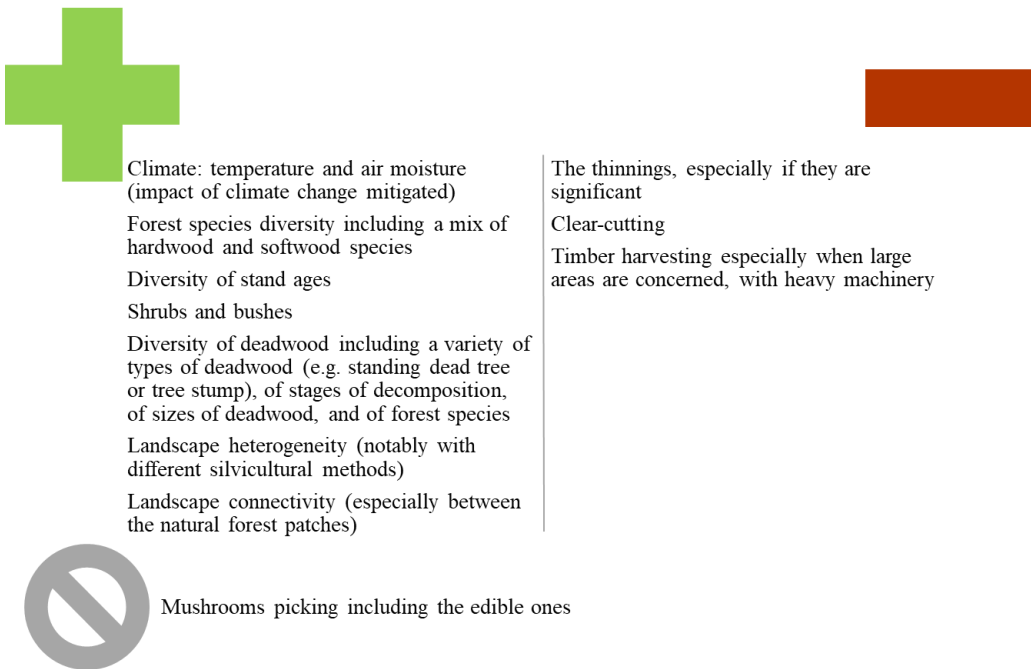 Climate: temperature and air moisture
(impact of climate change mitigated)
Forest species diversity including a mix of
hardwood and softwood species
Diversity of stand ages
Shrubs and bushes
Diversity of deadwood including a variety of
types of deadwood (e.g. standing dead tree
or tree stump), of stages of decomposition,
of sizes of deadwood, and of forest species
Landscape heterogeneity (notably with
different silvicultural methods)
Landscape connectivity (especially between
the natural forest patches)
The thinnings, especially if they are
significant
Clear-cutting
Timber harvesting especially when large
areas are concerned, with heavy machinery
Mushrooms picking including the edible ones